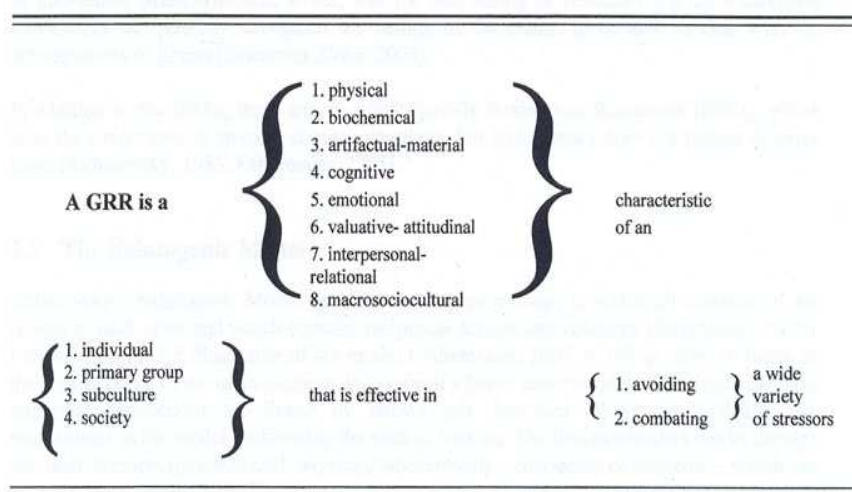 1. physical
2. biochemical
3. artifactual-material
4. cognitive
A GRR is a
5. emotional
characteristic
6. valuative- attitudinal
of an
7. interpersonal-
relational
8. macrosociocultural
1. individual
2. primary group
3. subculture
4. society
that is effective in
1. avoiding
2. combating
a wide
variety
of stressors